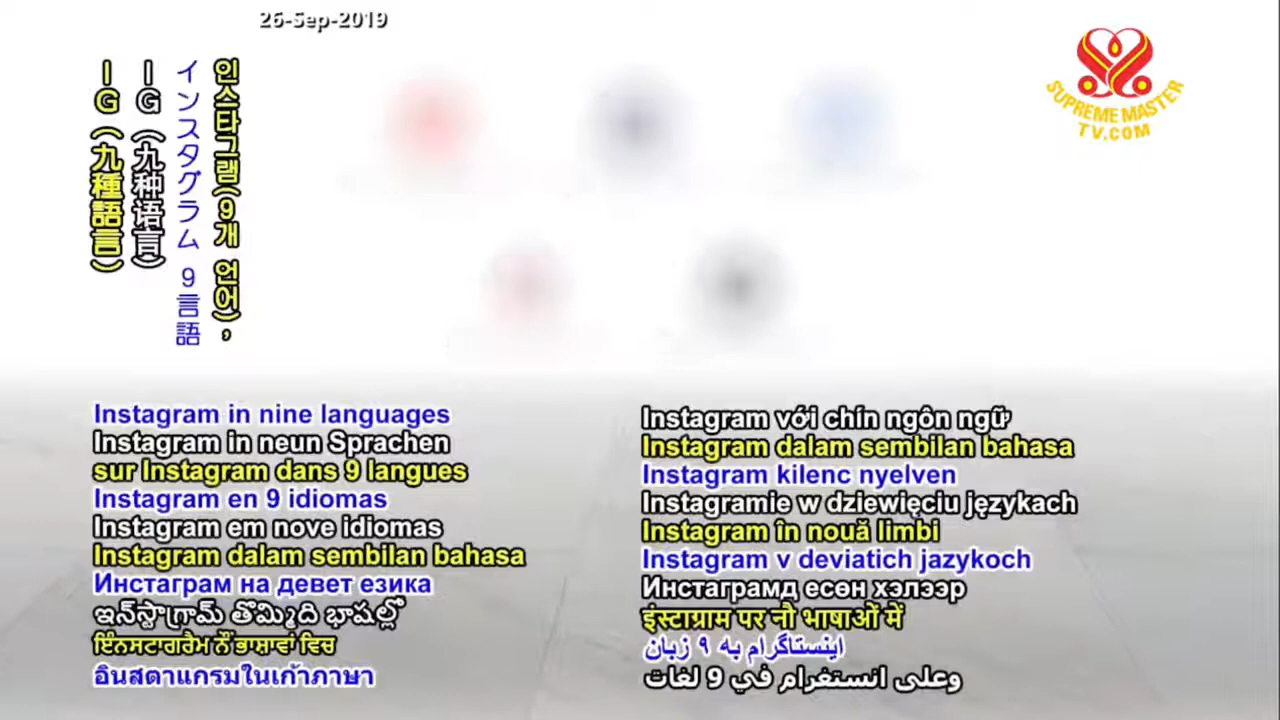 26-Sep-2019
SUPREME MASTER
TV.COM
IG（九種語言）
IG（九种语言）
インスタグラム 9言語
인스타그램(9개 언어),
Instagram in nine languages
Instagram in neun Sprachen
sur Instagram dans 9 langues
Instagram en 9 idiomas
Instagram em nove idiomas
Instagram dalam sembilan bahasa
Инстаграм на девет езика
ఇన్‌స్టాగ్రామ్ తొమ్మిది భాషల్లో
ਇੰਨਸਟਾਗਰੈਮ ਨੌਂ ਭਾਸ਼ਾਵਾਂ ਵਿਚ
อินสตาแกรมในเก้าภาษา
Instagram với chín ngôn ngữ
Instagram dalam sembilan bahasa
Instagram kilenc nyelven
Instagramie w dziewięciu językach
Instagram în nouă limbi
Instagram v deviatich jazykoch
Инстаграмд есөн хэлээр
इंस्टाग्राम पर नौ भाषाओं में
اینستاگرام به ۹ زبان
وعلى انستغرام في 9 لغات